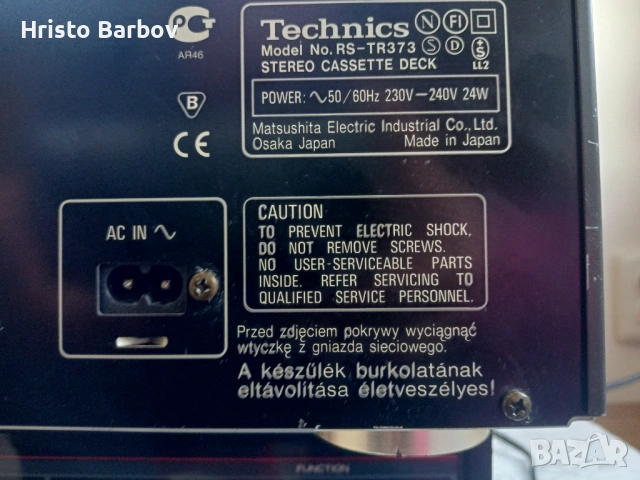 Hristo Barbov
PCT
AR46
B
CE
Technics N FI
Model No. RS-TR373 S D +S
STEREO CASSETTE DECK LL2
POWER: ∿50/60Hz 230V–240V 24W
Matsushita Electric Industrial Co., Ltd.
Osaka Japan Made in Japan
AC IN ∿
CAUTION
TO PREVENT ELECTRIC SHOCK,
DO NOT REMOVE SCREWS.
NO USER-SERVICEABLE PARTS
INSIDE. REFER SERVICING TO
QUALIFIED SERVICE PERSONNEL.
Przed zdjęciem pokrywy wyciągnąć
wtyczkę z gniazda sieciowego.
A készülék burkolatának
eltávolítása életveszélyes!
FUNCTION
BAZAR